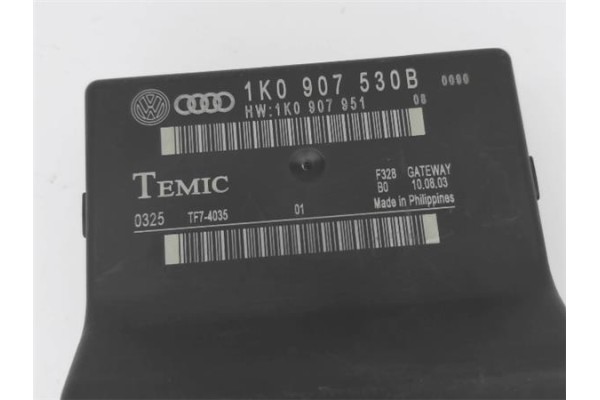 1K0 907 530B 0090
HW:1K0 907 951 08
TEMIC
F328 GATEWAY
B0 10.08.03
0325 TF7-4035 01 Made in Philippines